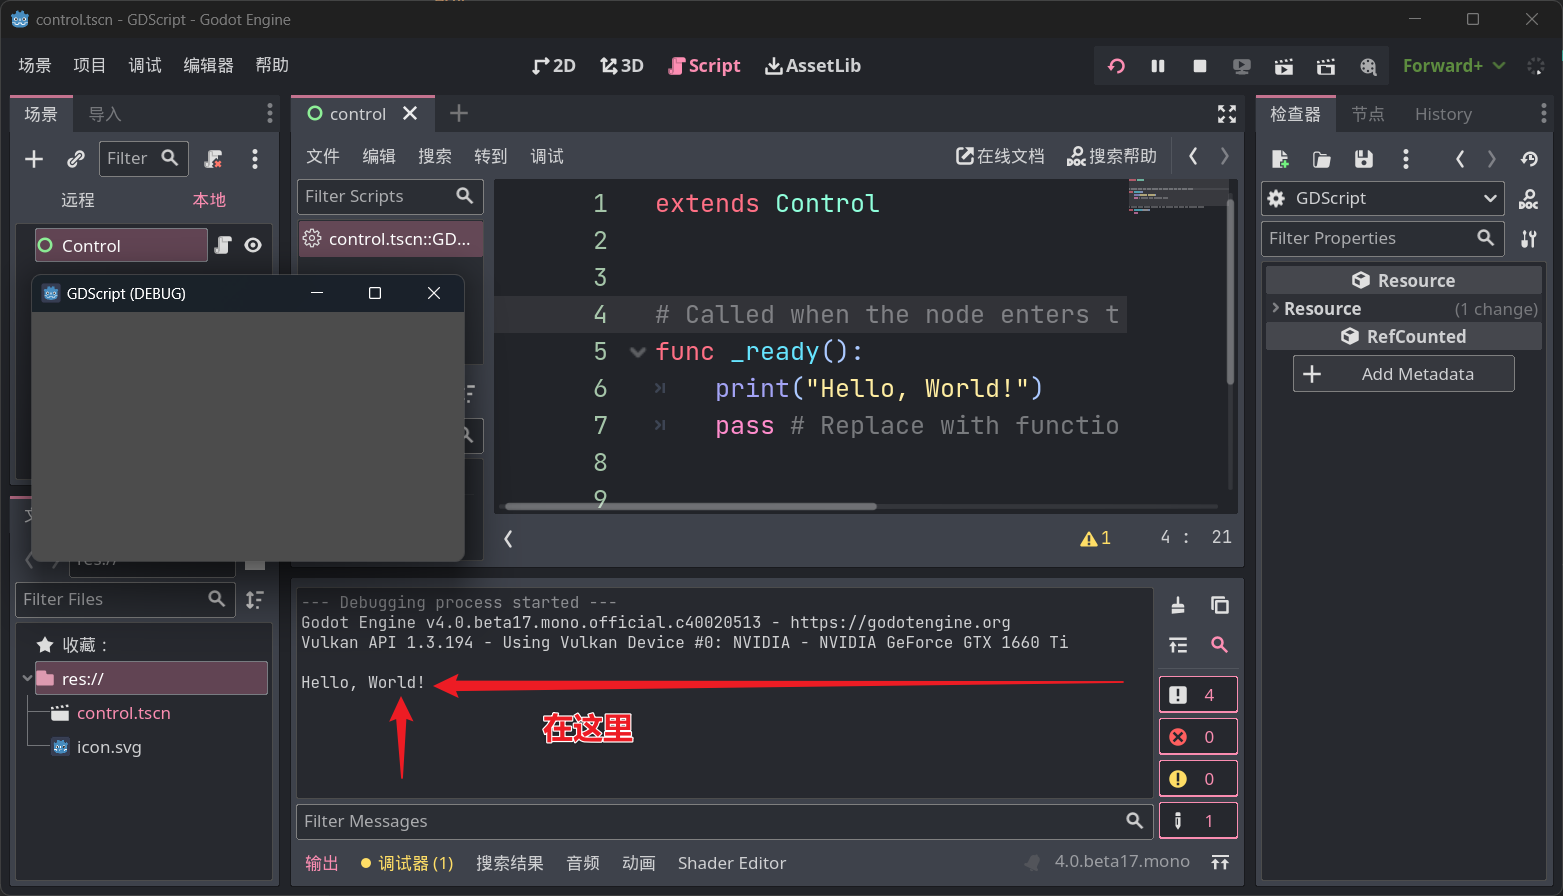 control.tscn - GDScript - Godot Engine
场景 项目 调试 编辑器 帮助
2D 3D Script AssetLib
Forward+
场景 导入
control
检查器 节点 History
Filter
远程 本地
Control
文件 编辑 搜索 转到 调试
在线文档 搜索帮助
Filter Scripts
control.tscn::GD...
1 extends Control
2
3
4 # Called when the node enters t
5 func _ready():
6 print("Hello, World!")
7 pass # Replace with functio
8
9
1 4 : 21
GDScript
Filter Properties
Resource
Resource (1 change)
RefCounted
Add Metadata
GDScript (DEBUG)
Filter Files
收藏：
res://
control.tscn
icon.svg
--- Debugging process started ---
Godot Engine v4.0.beta17.mono.official.c40020513 - https://godotengine.org
Vulkan API 1.3.194 - Using Vulkan Device #0: NVIDIA - NVIDIA GeForce GTX 1660 Ti
Hello, World!
在这里
4
0
0
1
Filter Messages
输出 调试器 (1) 搜索结果 音频 动画 Shader Editor
4.0.beta17.mono